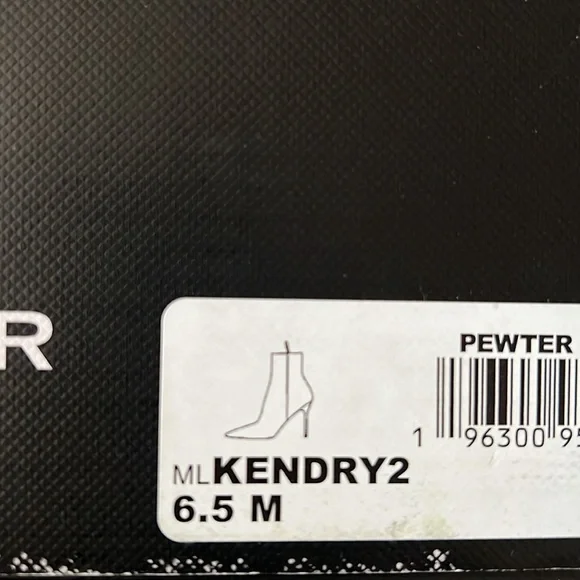 R
PEWTER
1 96300 95
MLKENDRY2
6.5 M